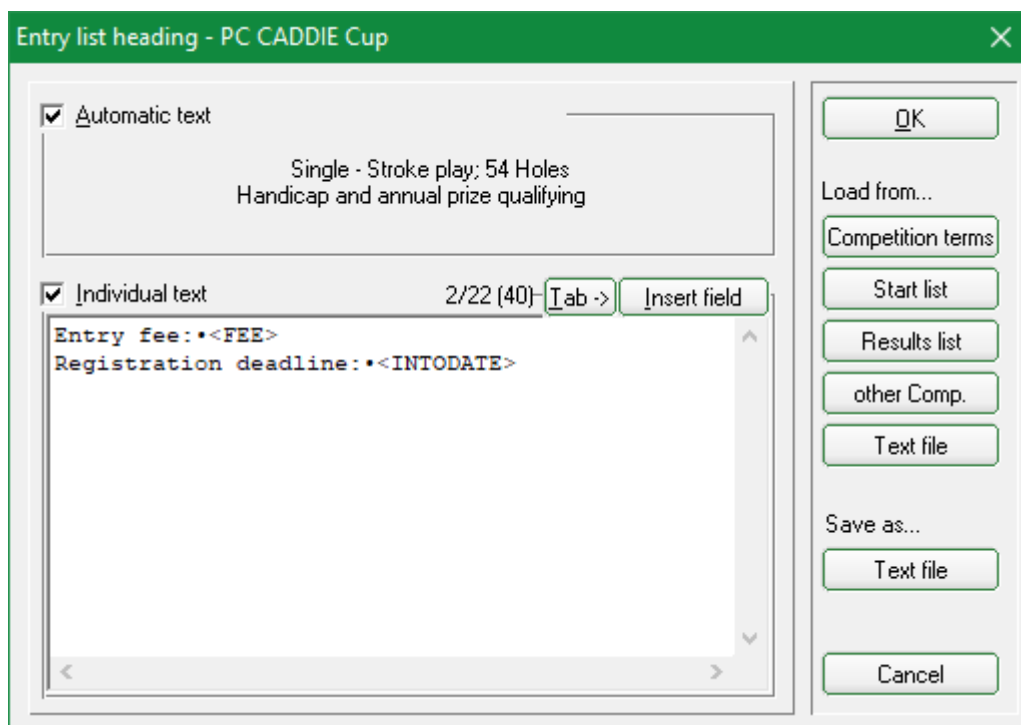 Entry list heading - PC CADDIE Cup
Automatic text
Single - Stroke play; 54 Holes
Handicap and annual prize qualifying
Individual text 2/22 (40) Tab -> Insert field
Entry fee:•<FEE>
Registration deadline:•<INTODATE>
OK
Load from...
Competition terms
Start list
Results list
other Comp.
Text file
Save as...
Text file
Cancel